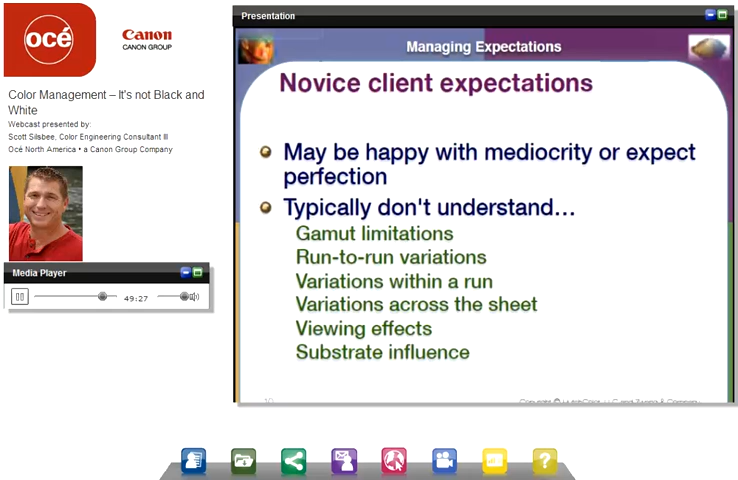 océ
Canon
CANON GROUP
Color Management – It's not Black and
White
Webcast presented by:
Scott Silsbee, Color Engineering Consultant III
Océ North America • a Canon Group Company
Media Player
49:27
Presentation
Managing Expectations
Novice client expectations
May be happy with mediocrity or expect
perfection
Typically don't understand…
Gamut limitations
Run-to-run variations
Variations within a run
Variations across the sheet
Viewing effects
Substrate influence
?